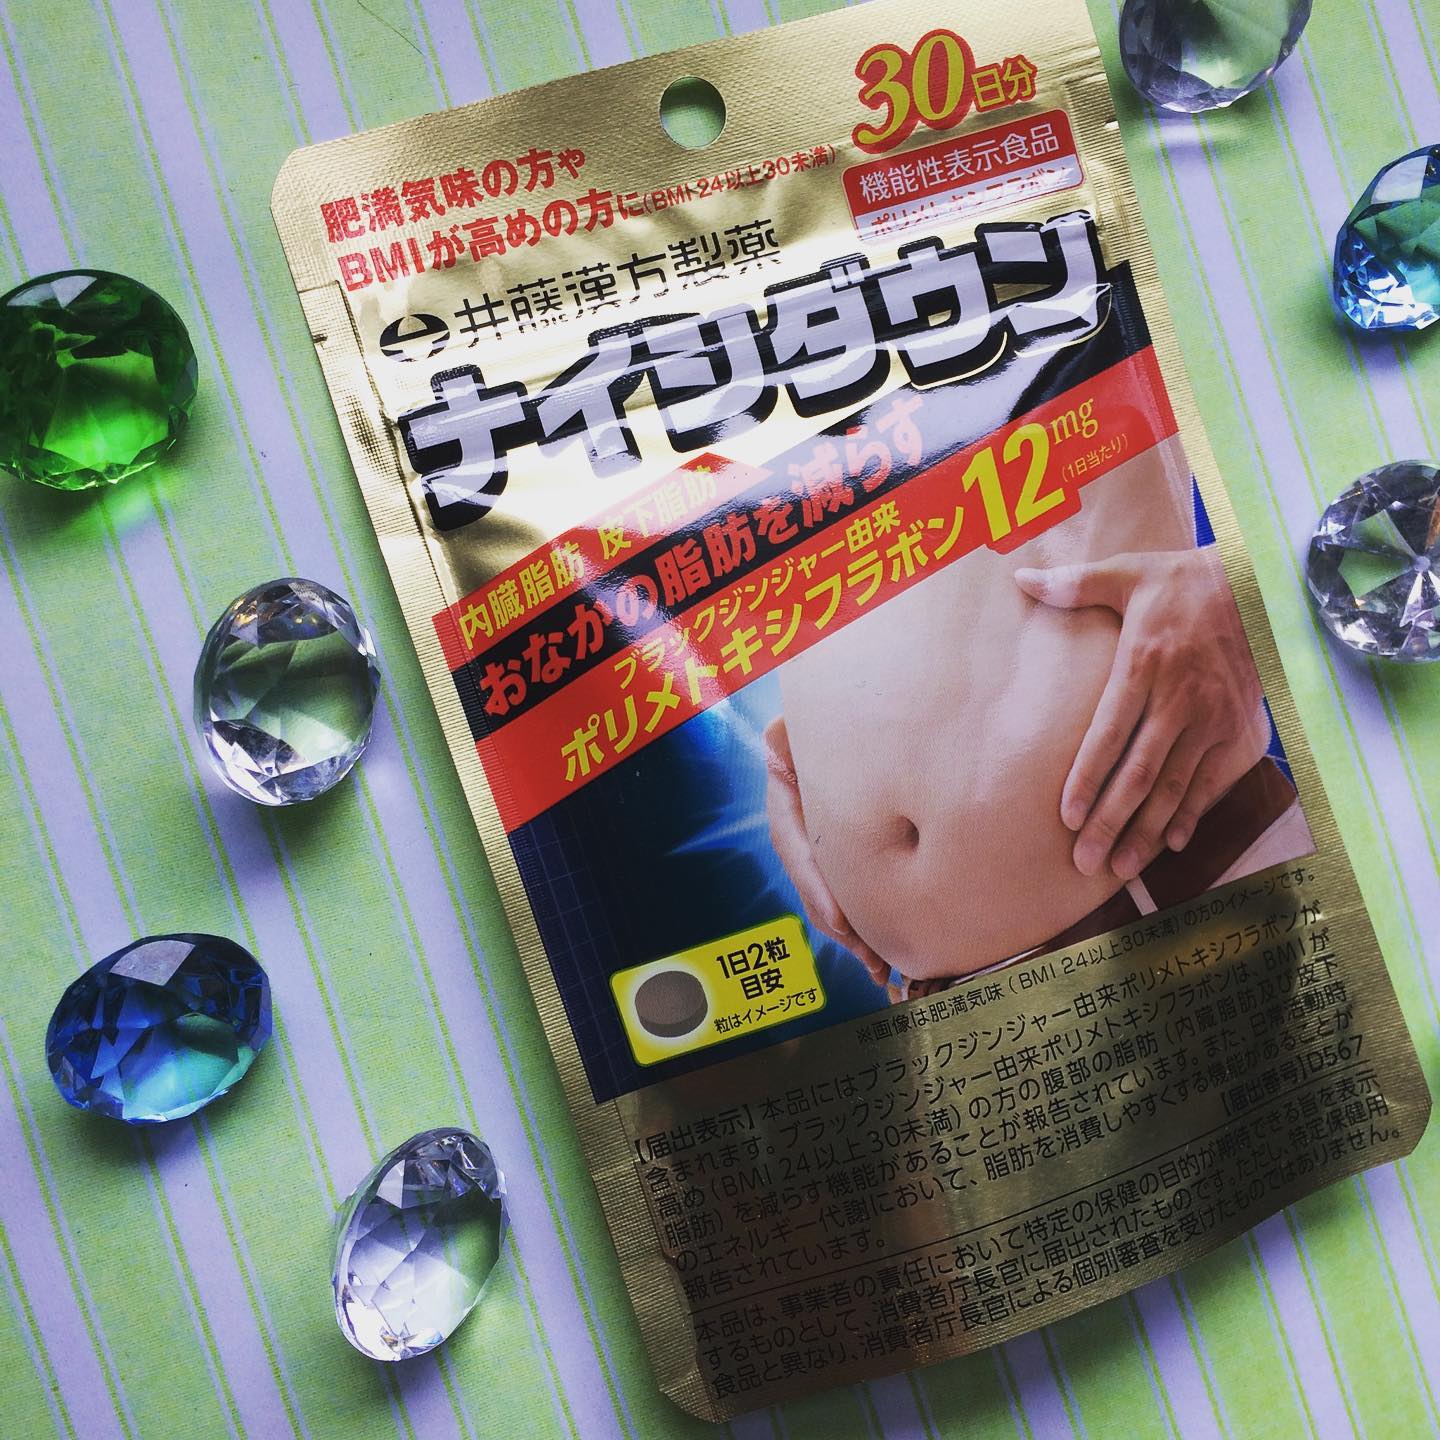 30日分
機能性表示食品
ポリメトキシフラボン
肥満気味の方や
BMIが高めの方に(BMI 24以上30未満)
井藤漢方製薬
ナイリダウン
内臓脂肪 皮下脂肪
おなかの脂肪を減らす
ブラックジンジャー由来
ポリメトキシフラボン12mg
(1日当たり)
1日2粒
目安
粒はイメージです
※画像は肥満気味(BMI 24以上30未満)の方のイメージです。
【届出表示】本品にはブラックジンジャー由来ポリメトキシフラボンが
含まれます。ブラックジンジャー由来ポリメトキシフラボンは、BMIが
高め(BMI 24以上30未満)の方の腹部の脂肪(内臓脂肪及び皮下
脂肪)を減らす機能があることが報告されています。また、日常活動時
のエネルギー代謝において、脂肪を消費しやすくする機能があることが
報告されています。
【届出番号】D567
本品は、事業者の責任において特定の保健の目的が期待できる旨を表示
するものとして、消費者庁長官に届出されたものです。ただし、特定保健用
食品と異なり、消費者庁長官による個別審査を受けたものではありません。